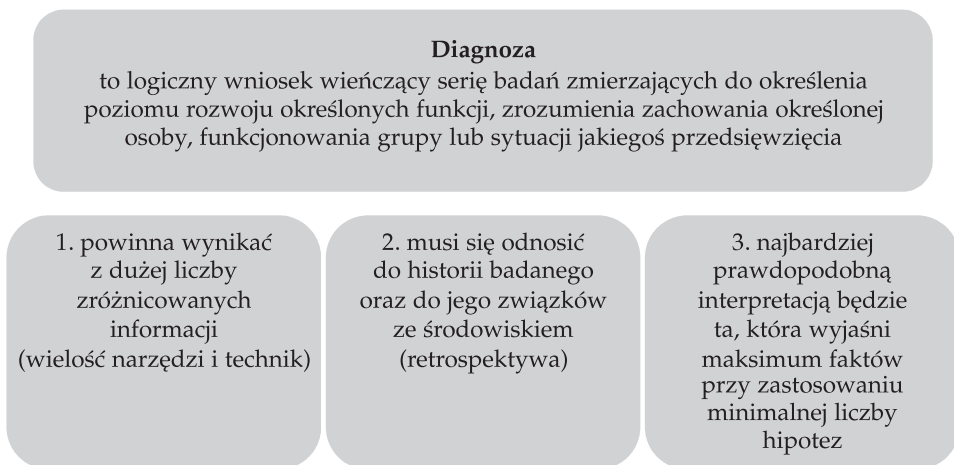 Diagnoza
to logiczny wniosek wieńczący serię badań zmierzających do określenia
poziomu rozwoju określonych funkcji, zrozumienia zachowania określonej
osoby, funkcjonowania grupy lub sytuacji jakiegoś przedsięwzięcia
1. powinna wynikać
z dużej liczby
zróżnicowanych
informacji
(wielość narzędzi i technik)
2. musi się odnosić
do historii badanego
oraz do jego związków
ze środowiskiem
(retrospektywa)
3. najbardziej
prawdopodobną
interpretacją będzie
ta, która wyjaśni
maksimum faktów
przy zastosowaniu
minimalnej liczby
hipotez